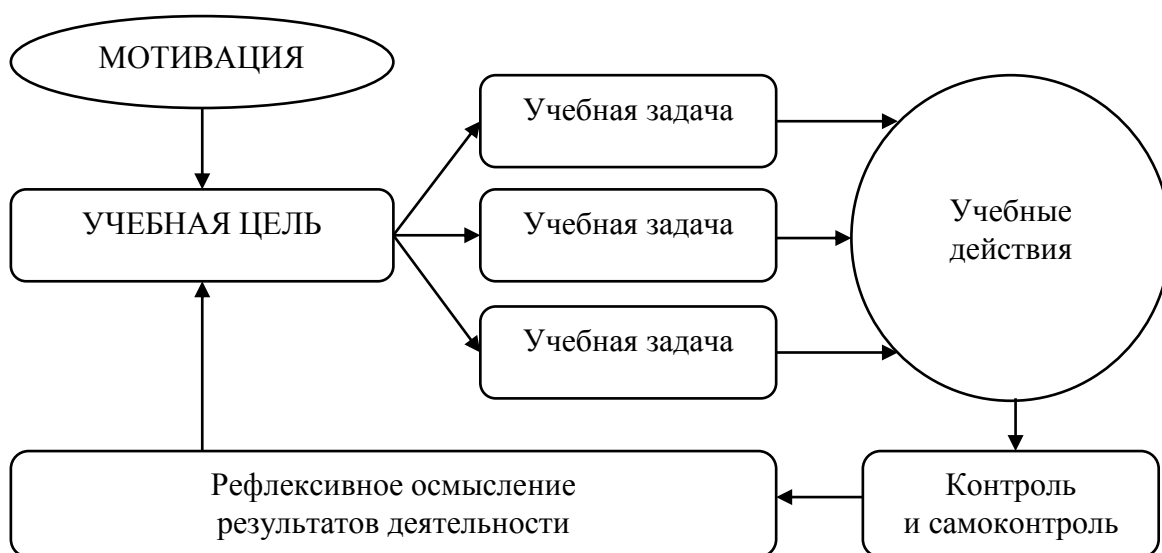 МОТИВАЦИЯ
УЧЕБНАЯ ЦЕЛЬ
Учебная задача
Учебная задача
Учебная задача
Учебные
действия
Контроль
и самоконтроль
Рефлексивное осмысление
результатов деятельности